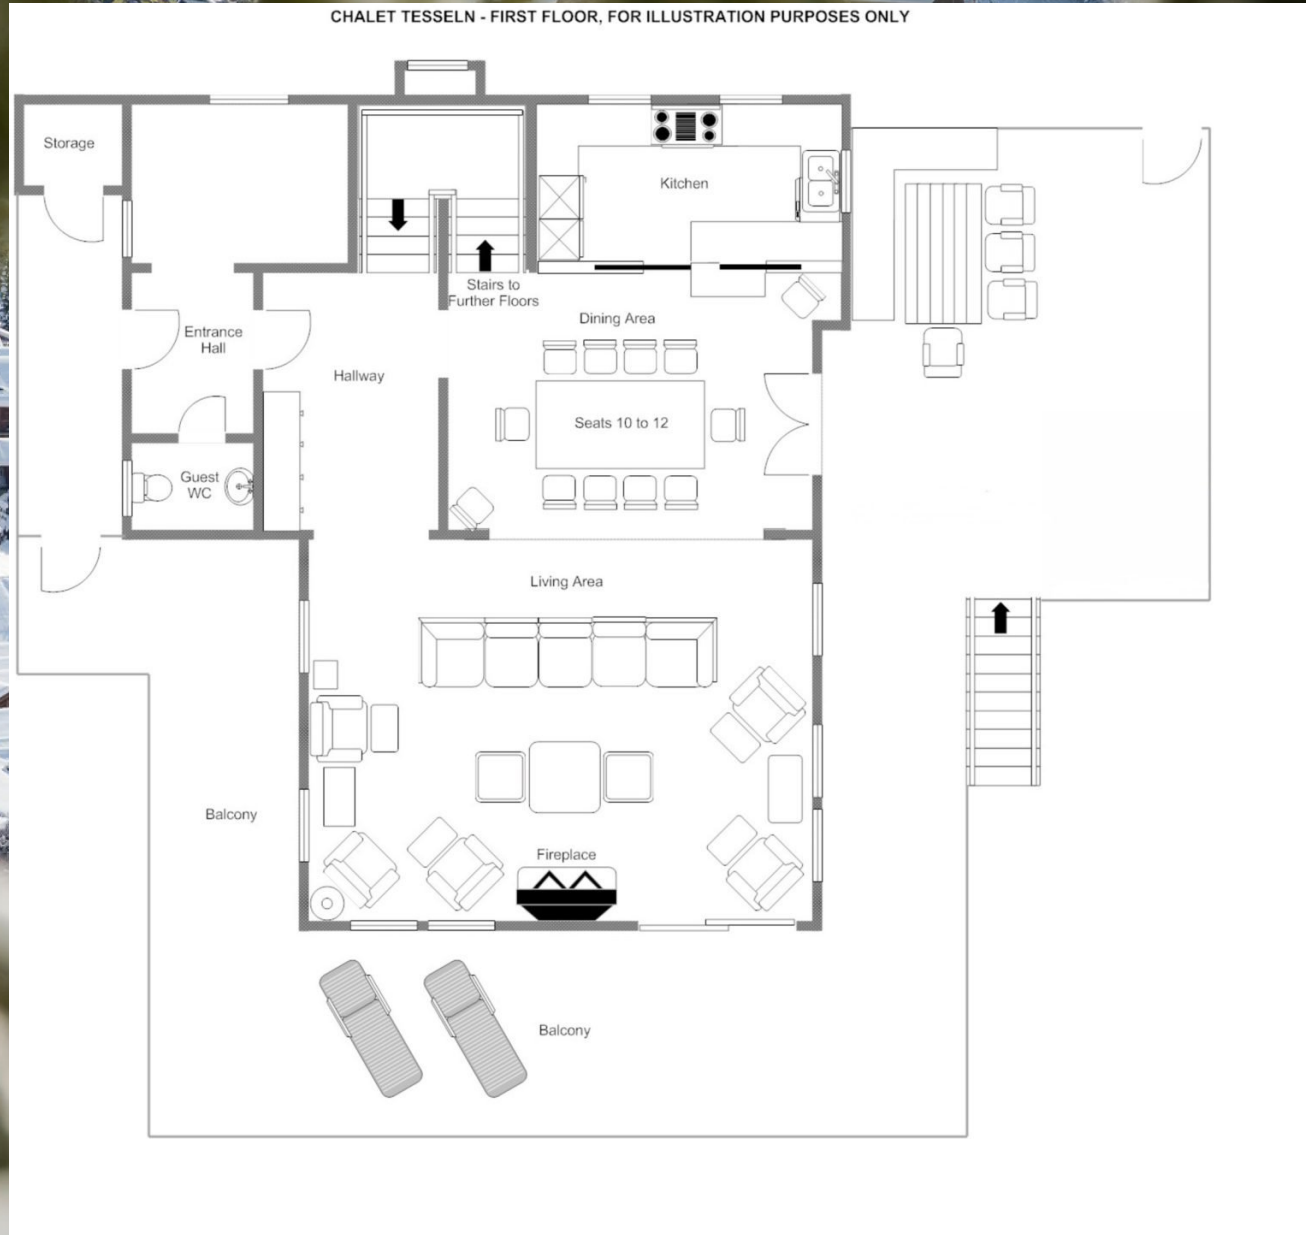 CHALET TESSELN - FIRST FLOOR, FOR ILLUSTRATION PURPOSES ONLY
Storage
Kitchen
Stairs to
Further Floors
Dining Area
Entrance
Hall
Hallway
Seats 10 to 12
Guest
WC
Living Area
Balcony
Fireplace
Balcony